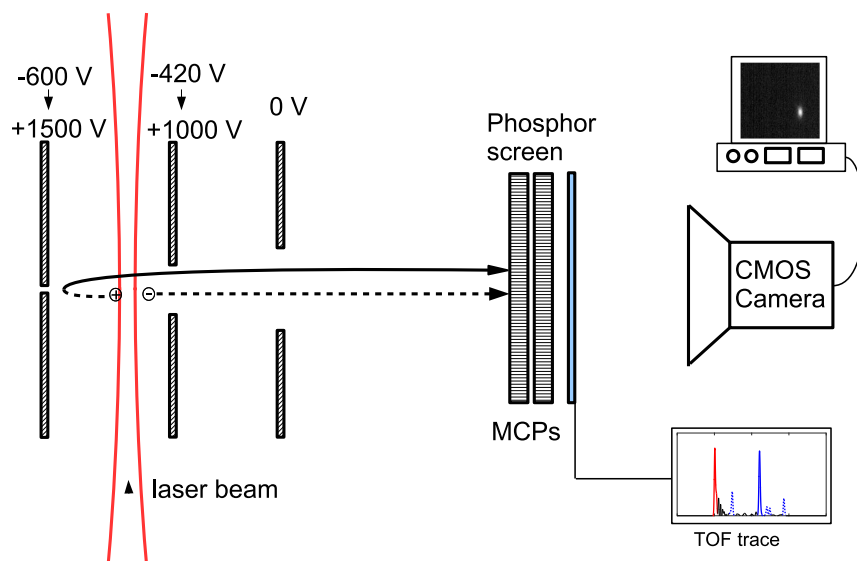 -600 V
+1500 V
-420 V
+1000 V
0 V
Phosphor
screen
+
-
CMOS
Camera
MCPs
laser beam
TOF trace